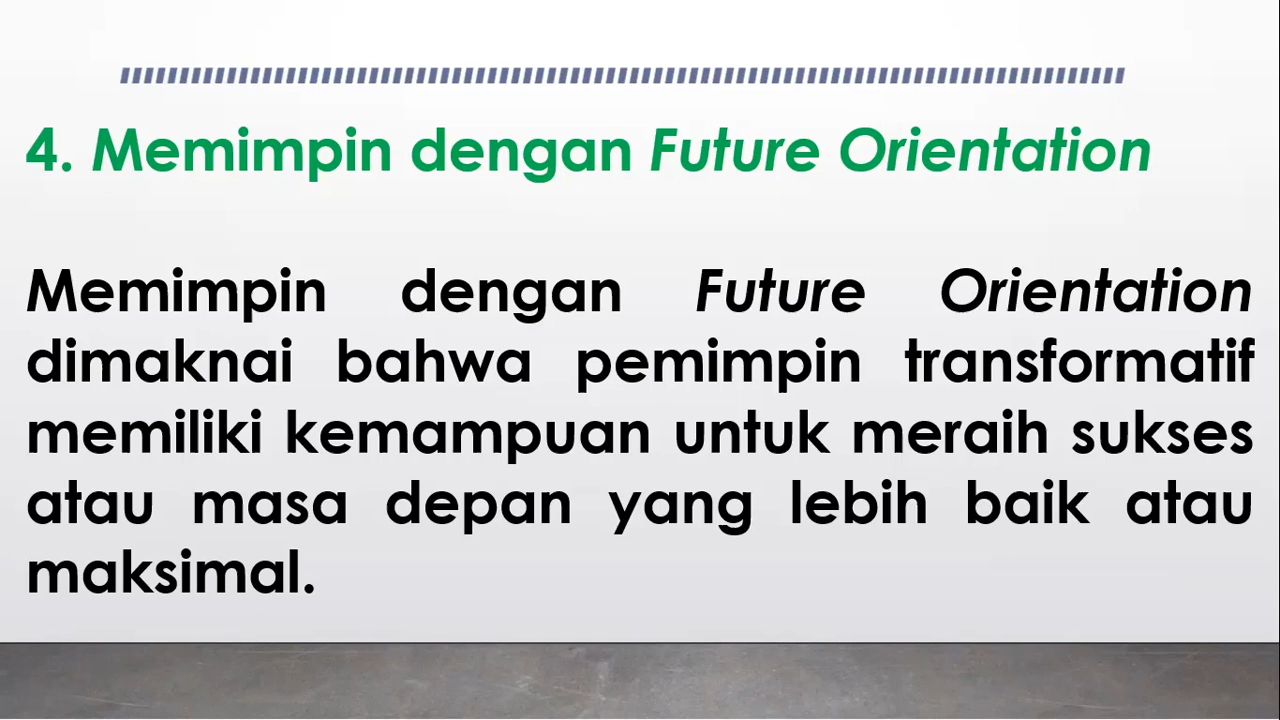 4. Memimpin dengan Future Orientation
Memimpin dengan Future Orientation
dimaknai bahwa pemimpin transformatif
memiliki kemampuan untuk meraih sukses
atau masa depan yang lebih baik atau
maksimal.